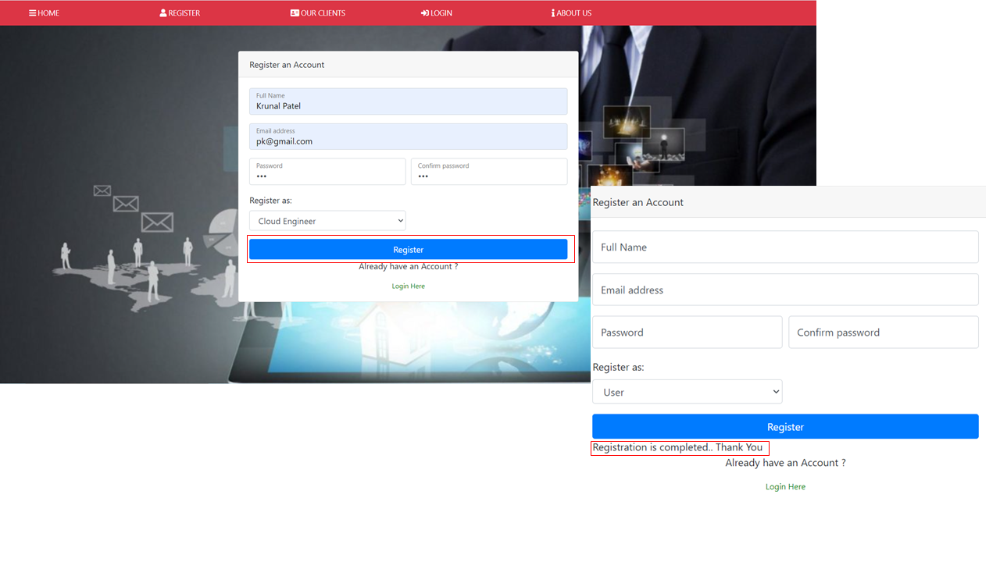 HOME REGISTER OUR CLIENTS LOGIN ABOUT US
Register an Account
Full Name
Krunal Patel
Email address
pk@gmail.com
Password Confirm password
••• •••
Register as:
Cloud Engineer
Register
Already have an Account ?
Login Here
Register an Account
Full Name
Email address
Password Confirm password
Register as:
User
Register
Registration is completed.. Thank You
Already have an Account ?
Login Here